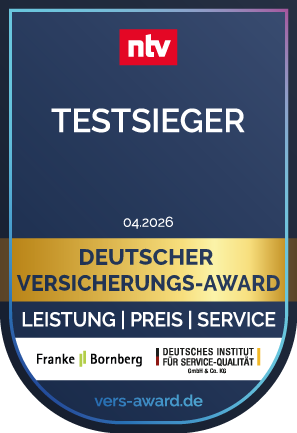 ntv
TESTSIEGER
04.2026
DEUTSCHER
VERSICHERUNGS-AWARD
LEISTUNG | PREIS | SERVICE
Franke | Bornberg
DEUTSCHES INSTITUT
FÜR SERVICE-QUALITÄT
GmbH & Co. KG
vers-award.de